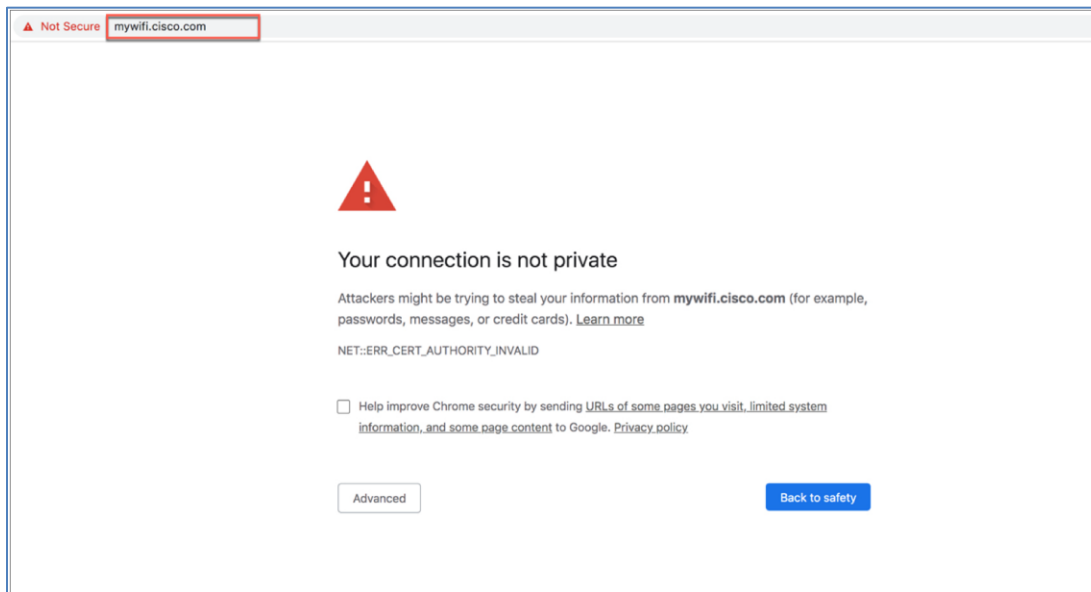 Not Secure mywifi.cisco.com
Your connection is not private
Attackers might be trying to steal your information from mywifi.cisco.com (for example,
passwords, messages, or credit cards). Learn more
NET::ERR_CERT_AUTHORITY_INVALID
Help improve Chrome security by sending URLs of some pages you visit, limited system
information, and some page content to Google. Privacy policy
Advanced Back to safety